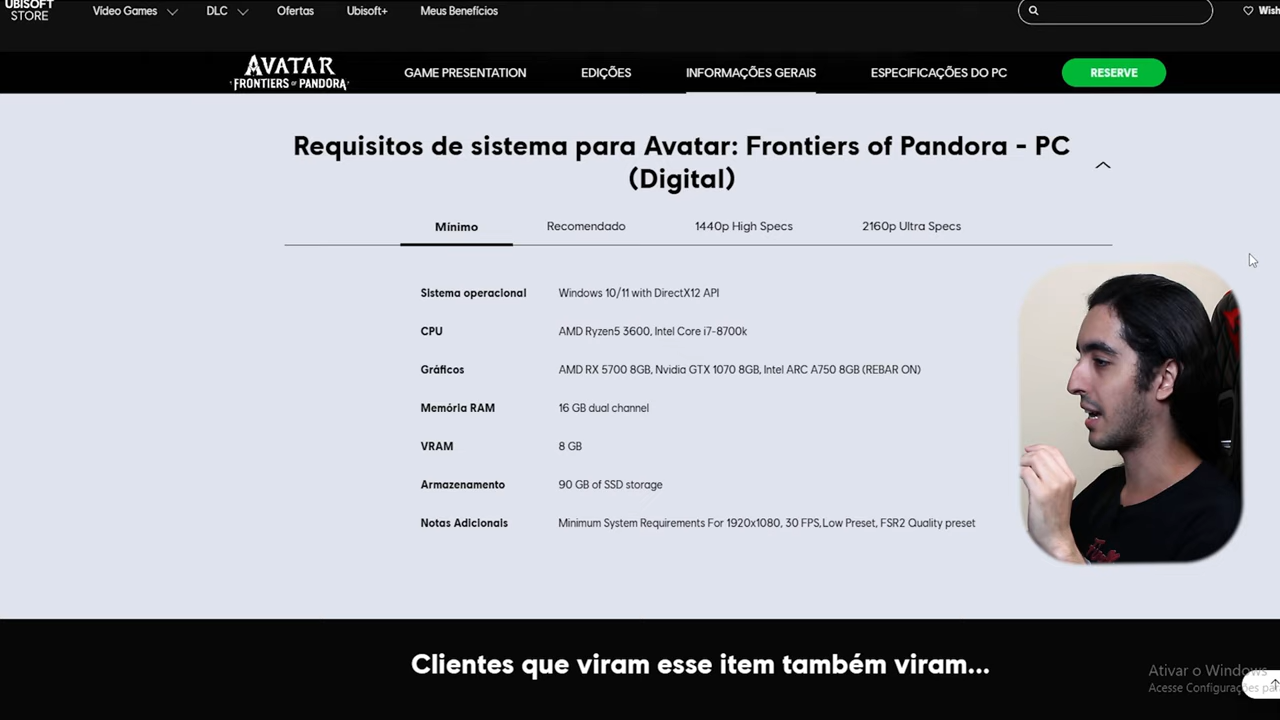 UBISOFT
STORE
Vídeo Games
DLC
Ofertas
Ubisoft+
Meus Benefícios
Wish
AVATAR
FRONTIERS OF PANDORA
GAME PRESENTATION
EDIÇÕES
INFORMAÇÕES GERAIS
ESPECIFICAÇÕES DO PC
RESERVE
Requisitos de sistema para Avatar: Frontiers of Pandora - PC
(Digital)
Mínimo
Recomendado
1440p High Specs
2160p Ultra Specs
Sistema operacional
Windows 10/11 with DirectX12 API
CPU
AMD Ryzen5 3600, Intel Core i7-8700k
Gráficos
AMD RX 5700 8GB, Nvidia GTX 1070 8GB, Intel ARC A750 8GB (REBAR ON)
Memória RAM
16 GB dual channel
VRAM
8 GB
Armazenamento
90 GB of SSD storage
Notas Adicionais
Minimum System Requirements For 1920x1080, 30 FPS,Low Preset, FSR2 Quality preset
Clientes que viram esse item também viram...
Ativar o Windows
Acesse Configurações par